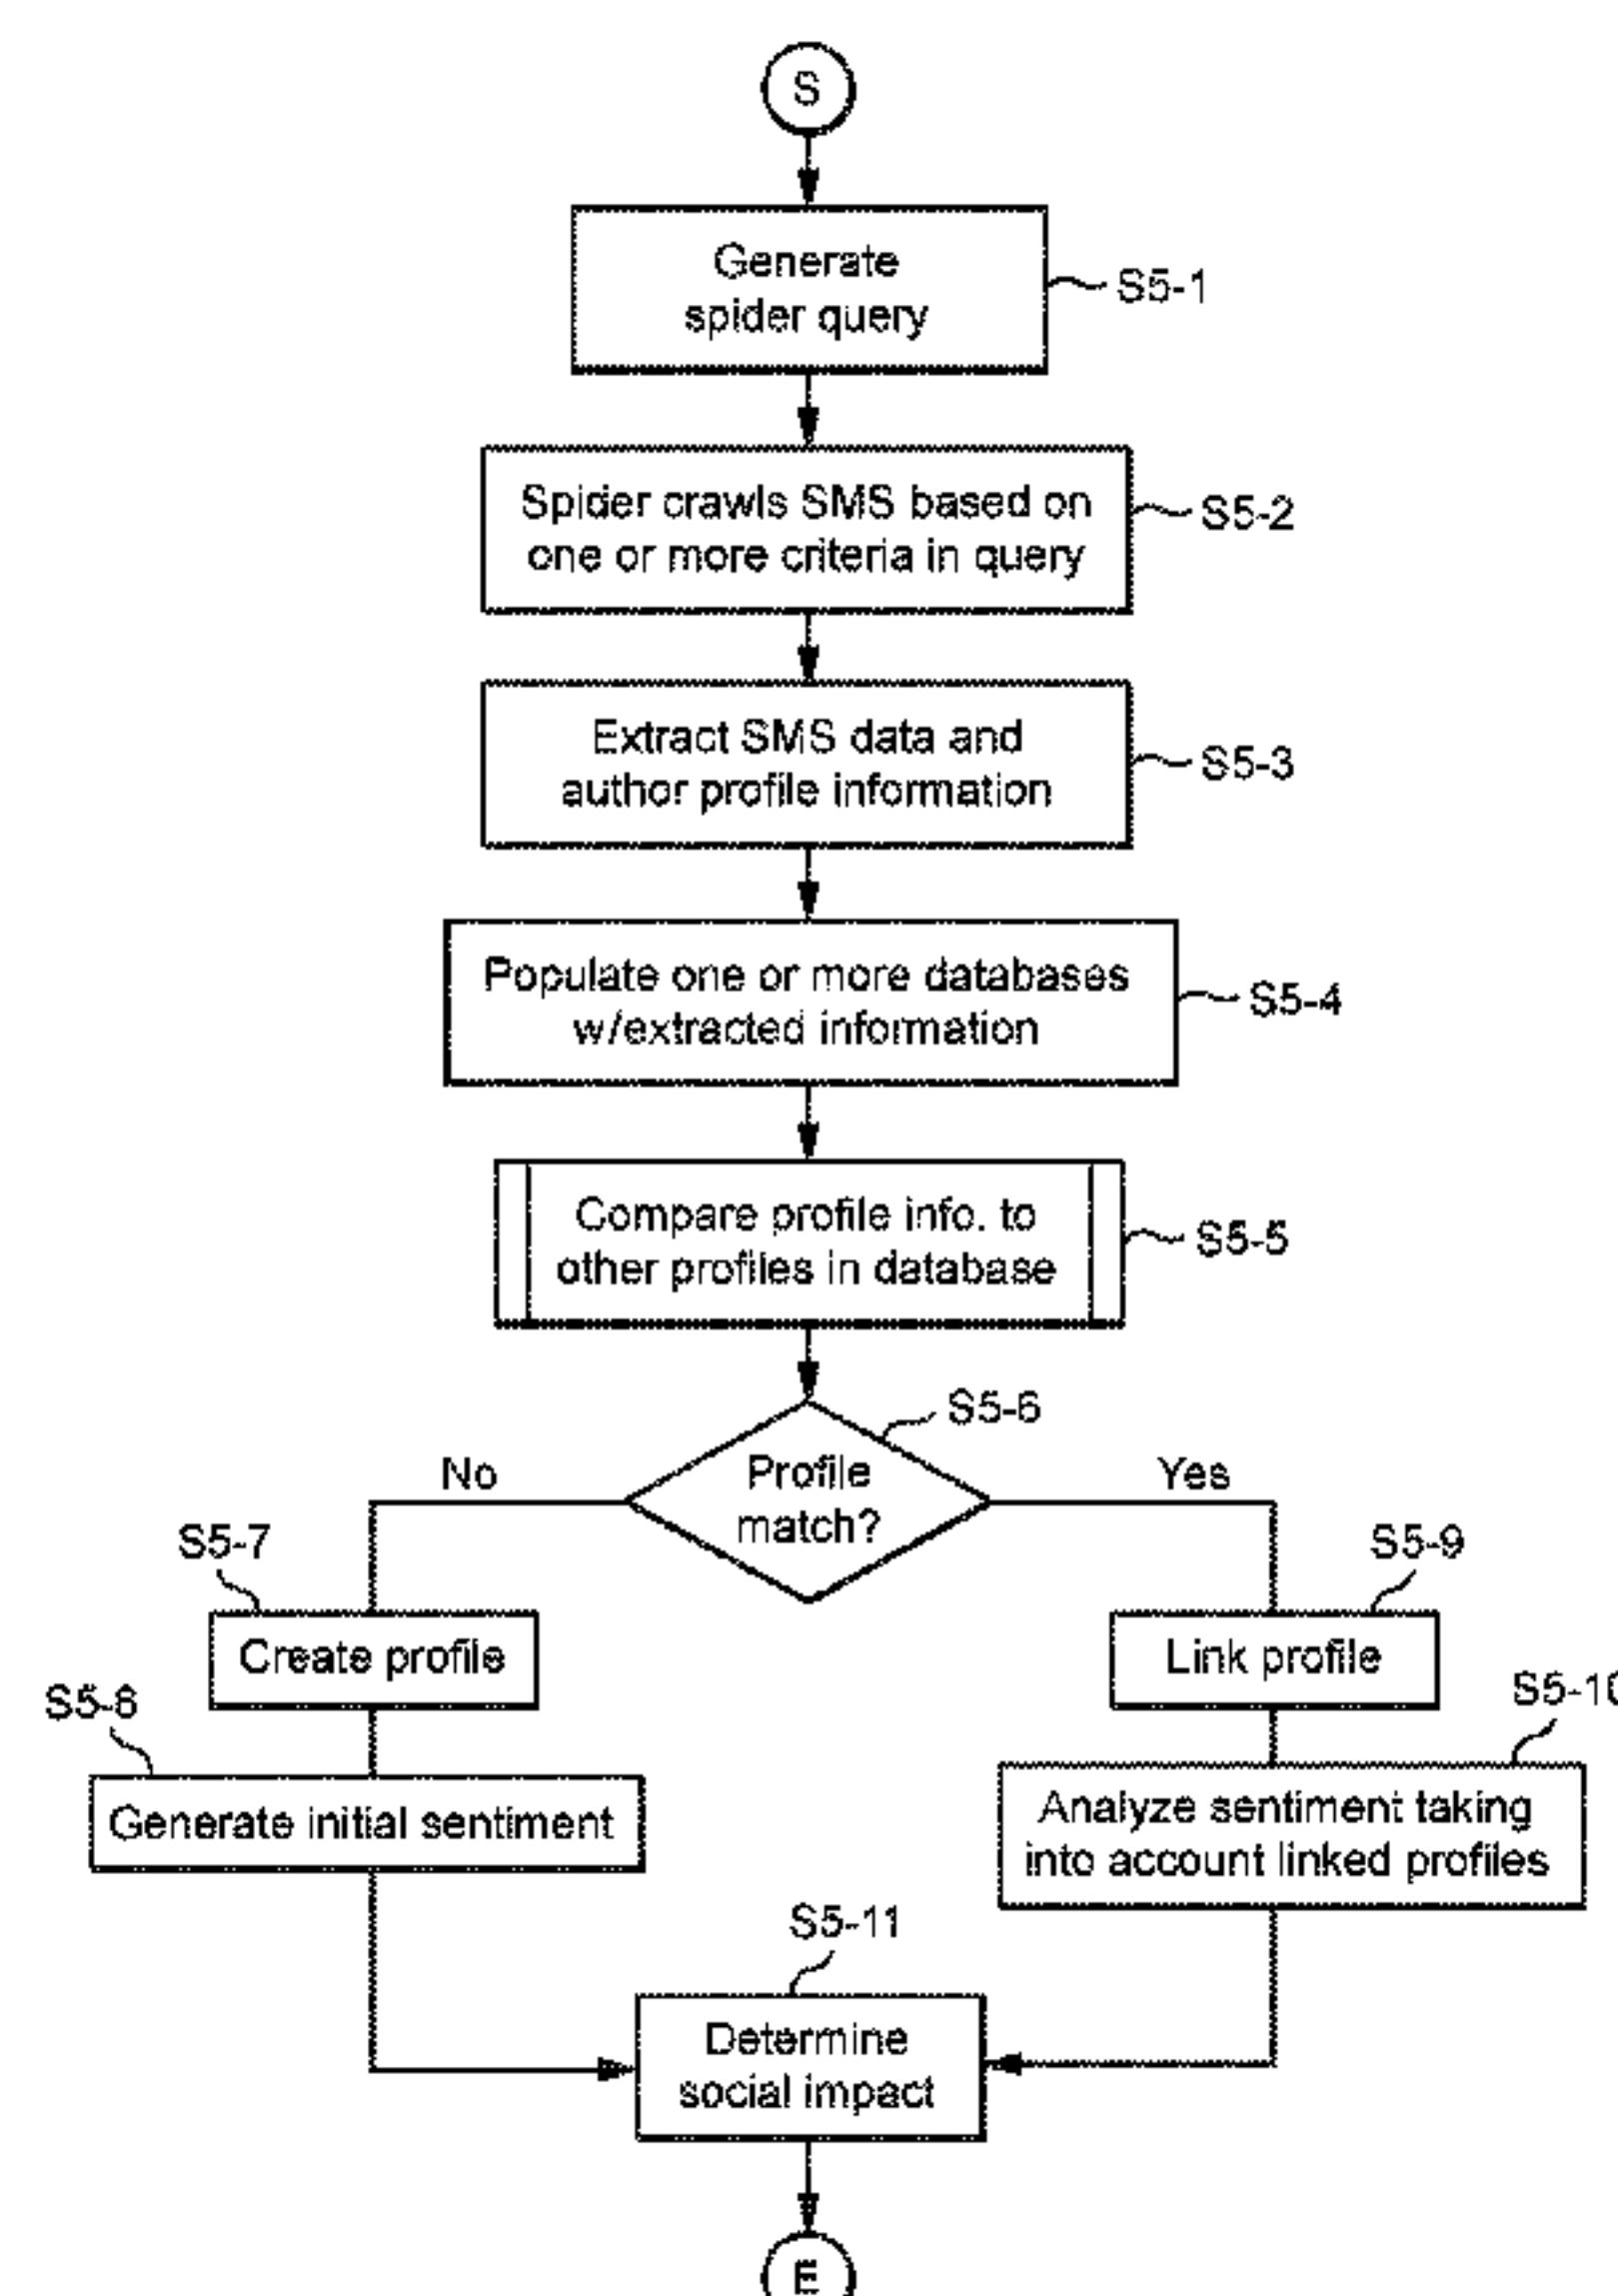 S
Generate
spider query
S5-1
Spider crawls SMS based on
one or more criteria in query
S5-2
Extract SMS data and
author profile information
S5-3
Populate one or more databases
w/extracted information
S5-4
Compare profile info. to
other profiles in database
S5-5
S5-6
Profile
match?
No
Yes
S5-7
Create profile
S5-8
Generate initial sentiment
S5-9
Link profile
S5-10
Analyze sentiment taking
into account linked profiles
S5-11
Determine
social impact
E